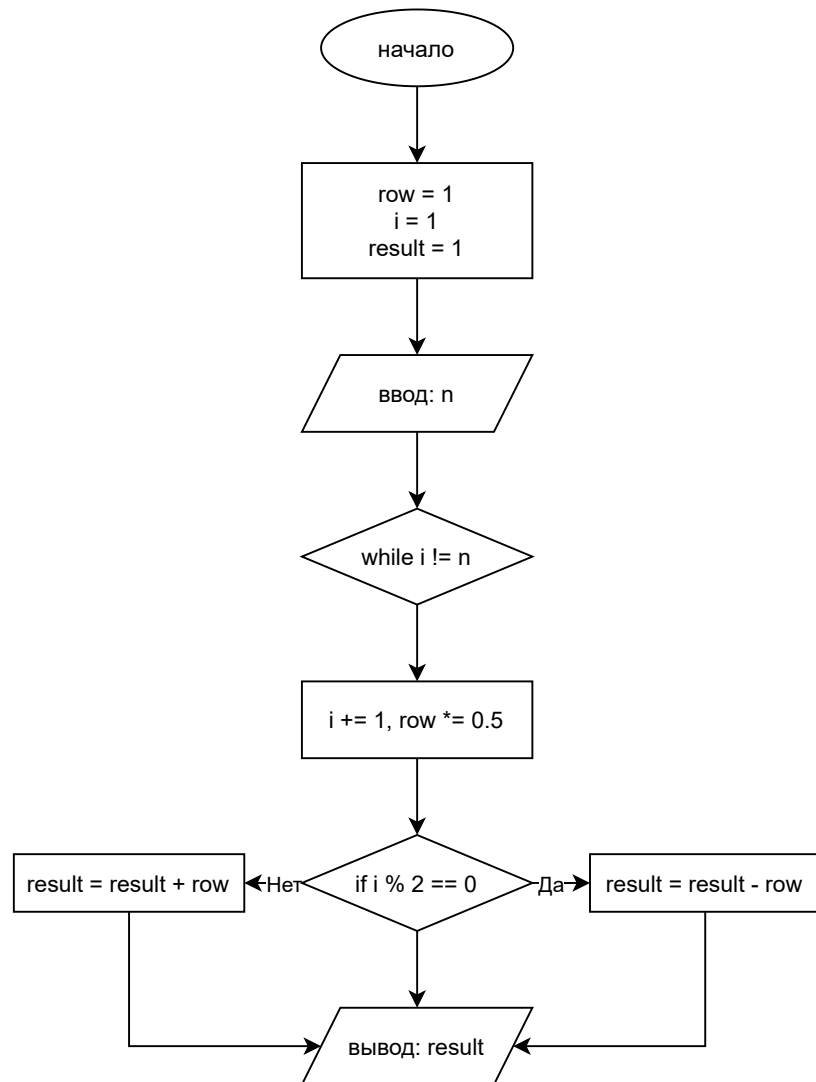 начало
row = 1
i = 1
result = 1
ввод: n
while i != n
i += 1, row *= 0.5
result = result + row
Нет
if i % 2 == 0
Да
result = result - row
вывод: result